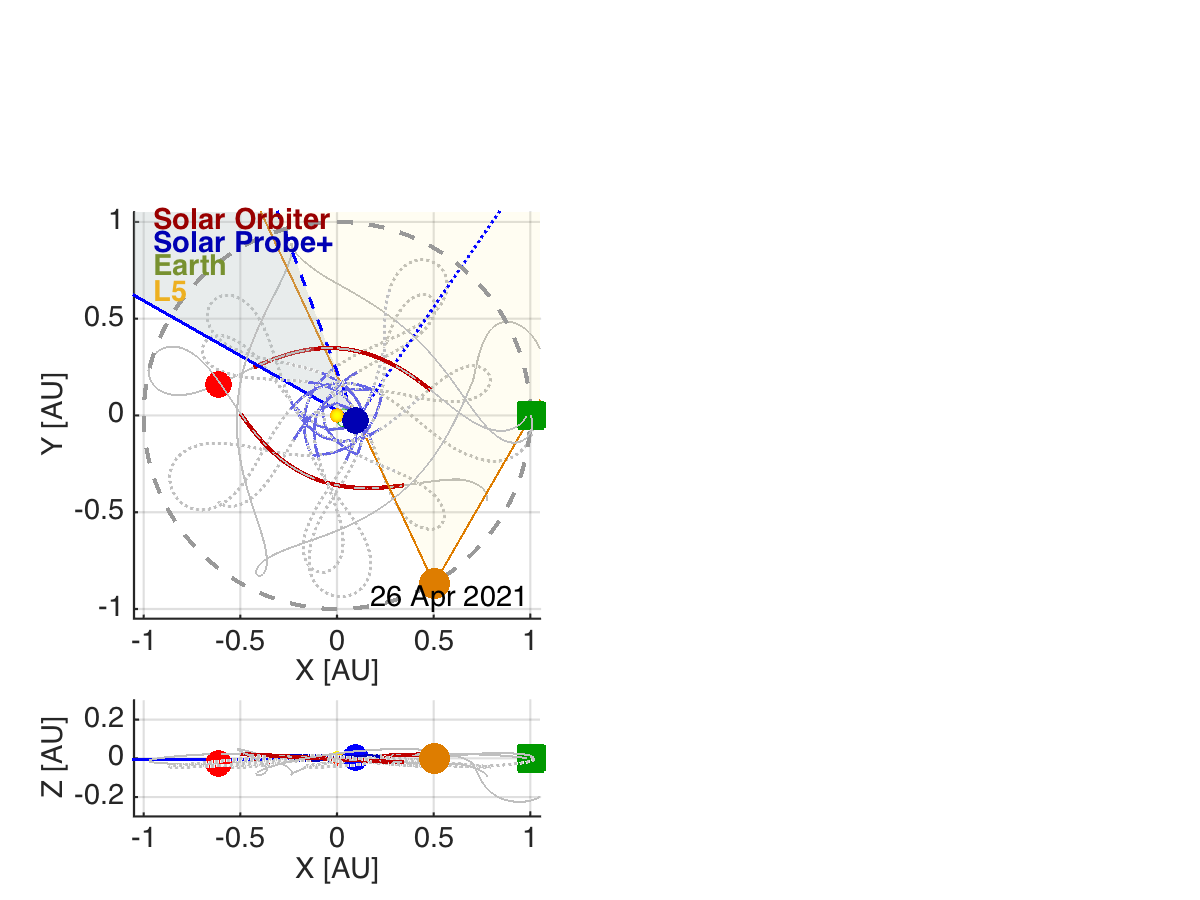 Solar Orbiter
Solar Probe+
Earth
L5
1
0.5
0
-0.5
-1
Y [AU]
26 Apr 2021
-1 -0.5 0 0.5 1
X [AU]
0.2
0
-0.2
Z [AU]
-1 -0.5 0 0.5 1
X [AU]